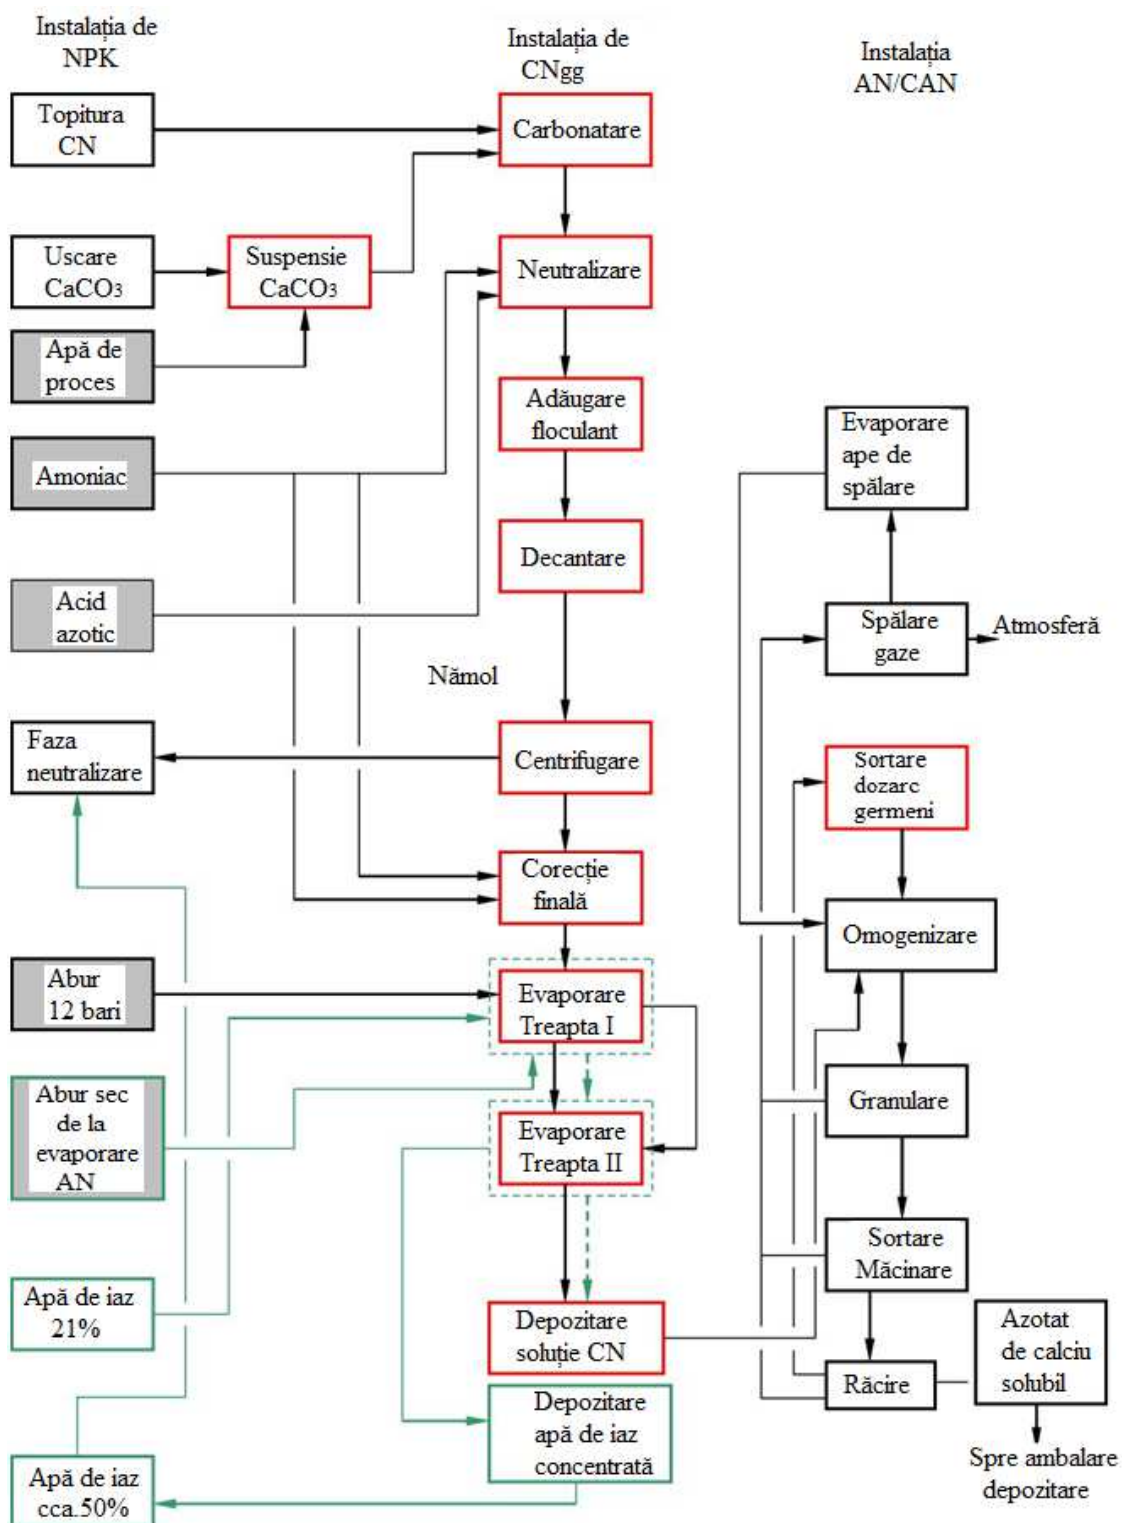 Instalația de
NPK
Instalația de
CNgg
Instalația
AN/CAN
Topitura
CN
Carbonatare
Uscare
CaCO3
Suspensie
CaCO3
Neutralizare
Apă de
proces
Adăugare
floculant
Evaporare
ape de
spălare
Amoniac
Decantare
Acid
azotic
Spălare
gaze
Atmosferă
Nămol
Faza
neutralizare
Centrifugare
Sortare
dozarc
germeni
Corecție
finală
Omogenizare
Abur
12 bari
Evaporare
Treapta I
Abur sec
de la
evaporare
AN
Evaporare
Treapta II
Granulare
Sortare
Măcinare
Apă de iaz
21%
Depozitare
soluție CN
Răcire
Azotat
de calciu
solubil
Depozitare
apă de iaz
concentrată
Spre ambalare
depozitare
Apă de iaz
cca.50%